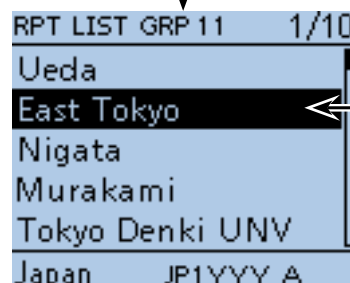 RPT LIST GRP 11 1/10
Ueda
East Tokyo
Nigata
Murakami
Tokyo Denki UNV
Japan JP1YYY A